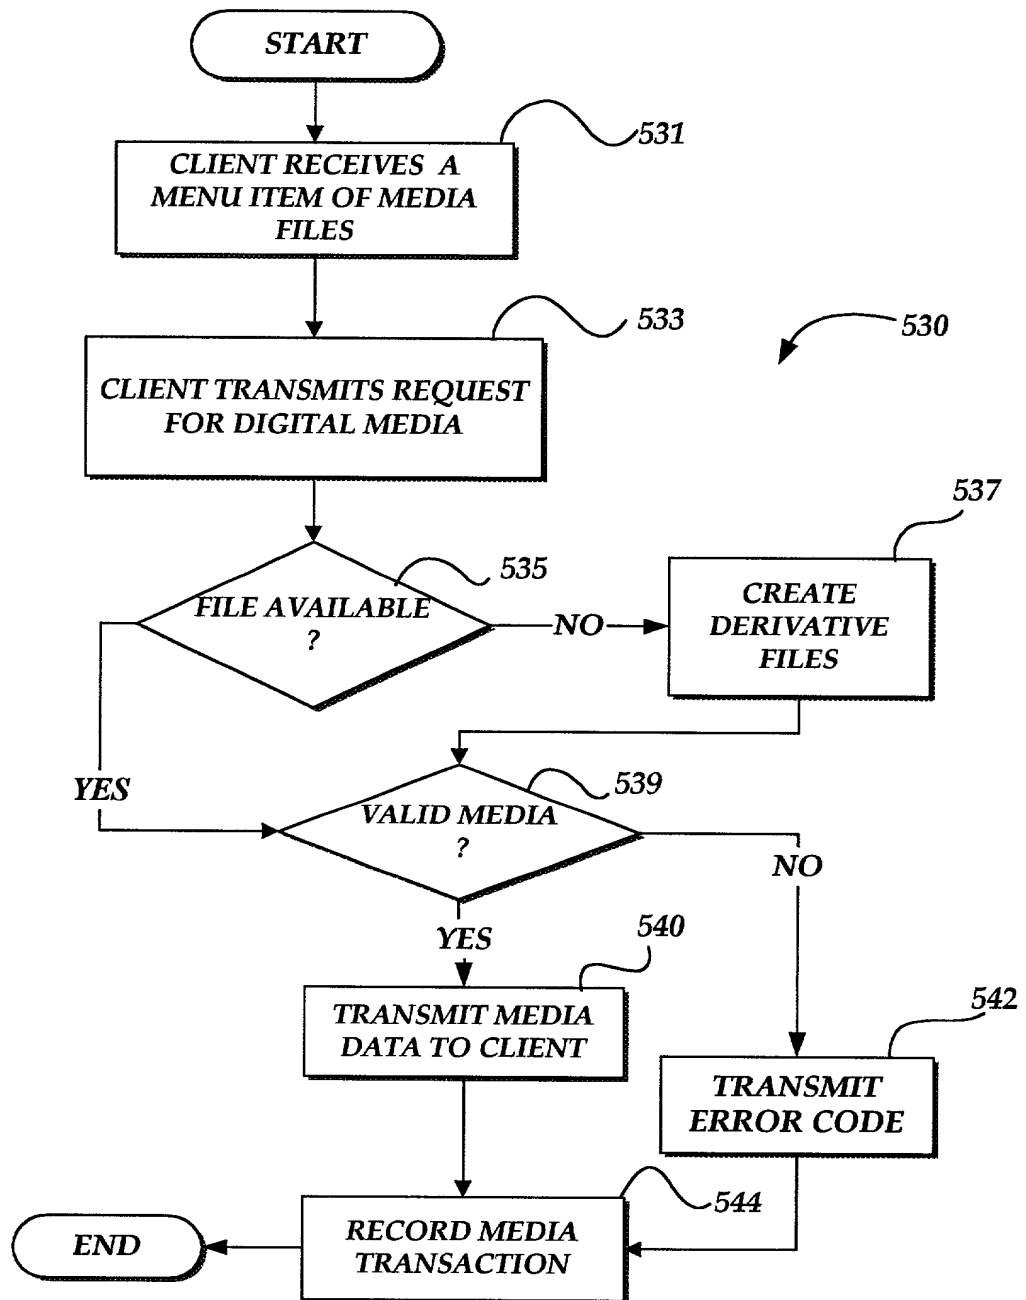 START
531
CLIENT RECEIVES A
MENU ITEM OF MEDIA
FILES
533
530
CLIENT TRANSMITS REQUEST
FOR DIGITAL MEDIA
537
535
FILE AVAILABLE
?
NO
CREATE
DERIVATIVE
FILES
YES
539
VALID MEDIA
?
NO
YES
540
TRANSMIT MEDIA
DATA TO CLIENT
542
TRANSMIT
ERROR CODE
544
RECORD MEDIA
TRANSACTION
END